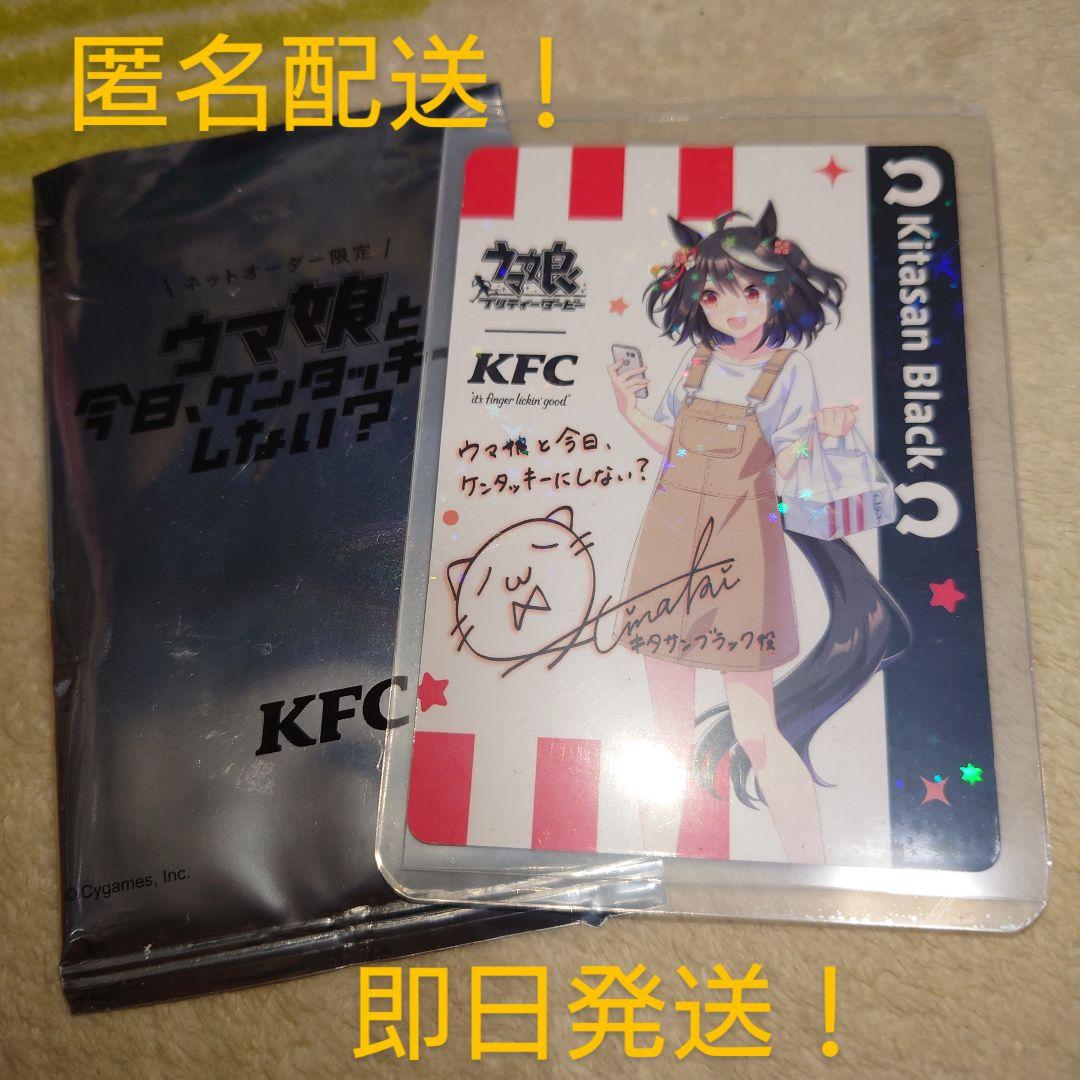 匿名配送！
\ ネットオーダー限定 /
ウマ娘と
今日、ケンタッキー
しない？
KFC
© Cygames, Inc.
ウマ娘
プリティーダービー
KFC
"it's finger lickin' good"
ウマ娘と今日、
ケンタッキーにしない？
キタサンブラック役
Kitasan Black
即日発送！